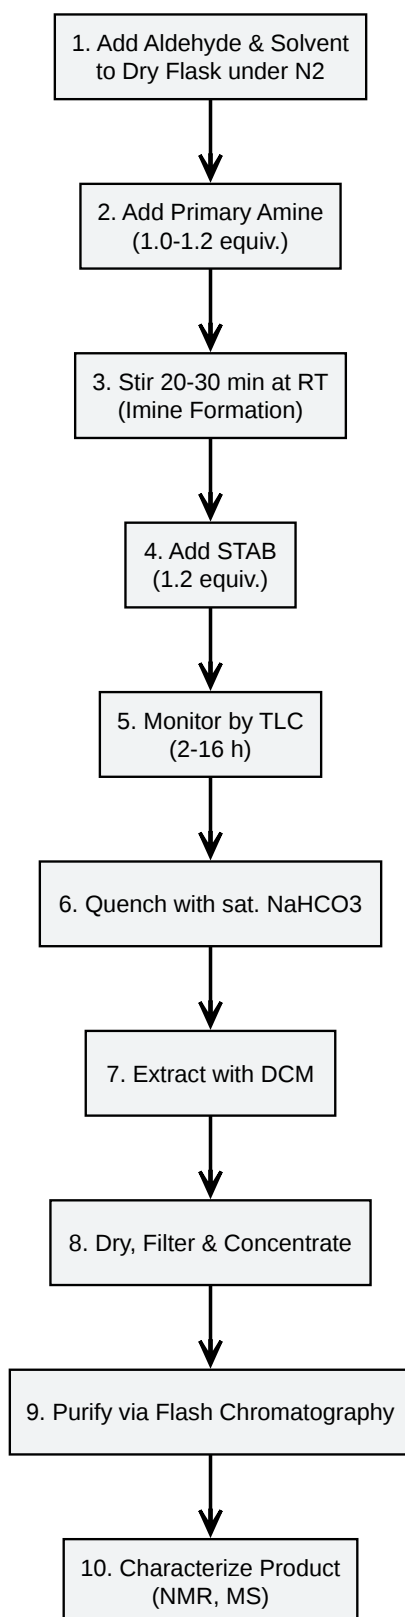 1. Add Aldehyde & Solvent
to Dry Flask under N2
2. Add Primary Amine
(1.0-1.2 equiv.)
3. Stir 20-30 min at RT
(Imine Formation)
4. Add STAB
(1.2 equiv.)
5. Monitor by TLC
(2-16 h)
6. Quench with sat. NaHCO3
7. Extract with DCM
8. Dry, Filter & Concentrate
9. Purify via Flash Chromatography
10. Characterize Product
(NMR, MS)